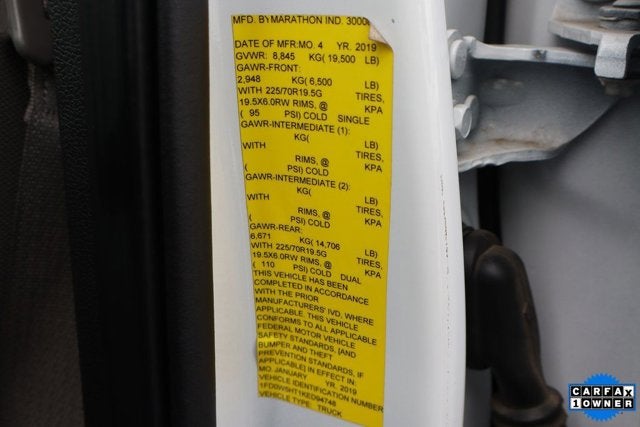 MFD. BY MARATHON IND. 3000
DATE OF MFR: MO. 4 YR. 2019
GVWR: 8,845 KG( 19,500 LB)
GAWR-FRONT:
2,948 KG( 6,500 LB)
WITH 225/70R19.5G TIRES,
19.5X6.0RW RIMS, @ KPA
( 95 PSI) COLD SINGLE
GAWR-INTERMEDIATE (1):
KG( LB)
WITH TIRES,
RIMS, @ KPA
( PSI) COLD
GAWR-INTERMEDIATE (2):
KG( LB)
WITH TIRES,
RIMS, @ KPA
( PSI) COLD
GAWR-REAR:
6,671 KG( 14,706 LB)
WITH 225/70R19.5G TIRES,
19.5X6.0RW RIMS, @ KPA
( 110 PSI) COLD DUAL
THIS VEHICLE HAS BEEN
COMPLETED IN ACCORDANCE
WITH THE PRIOR
MANUFACTURERS' IVD, WHERE
APPLICABLE. THIS VEHICLE
CONFORMS TO ALL APPLICABLE
FEDERAL MOTOR VEHICLE
SAFETY STANDARDS, [AND
BUMPER AND THEFT
PREVENTION STANDARDS, IF
APPLICABLE] IN EFFECT IN:
MO. JANUARY YR. 2019
VEHICLE IDENTIFICATION NUMBER
1FD0W5HT1KED94748
VEHICLE TYPE: TRUCK
CARFAX
1 OWNER